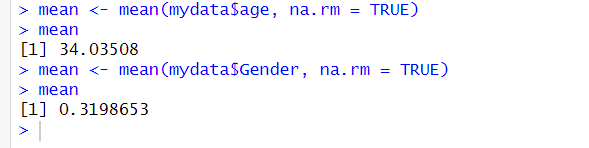 > mean <- mean(mydata$age, na.rm = TRUE)
> mean
[1] 34.03508
> mean <- mean(mydata$Gender, na.rm = TRUE)
> mean
[1] 0.3198653
>